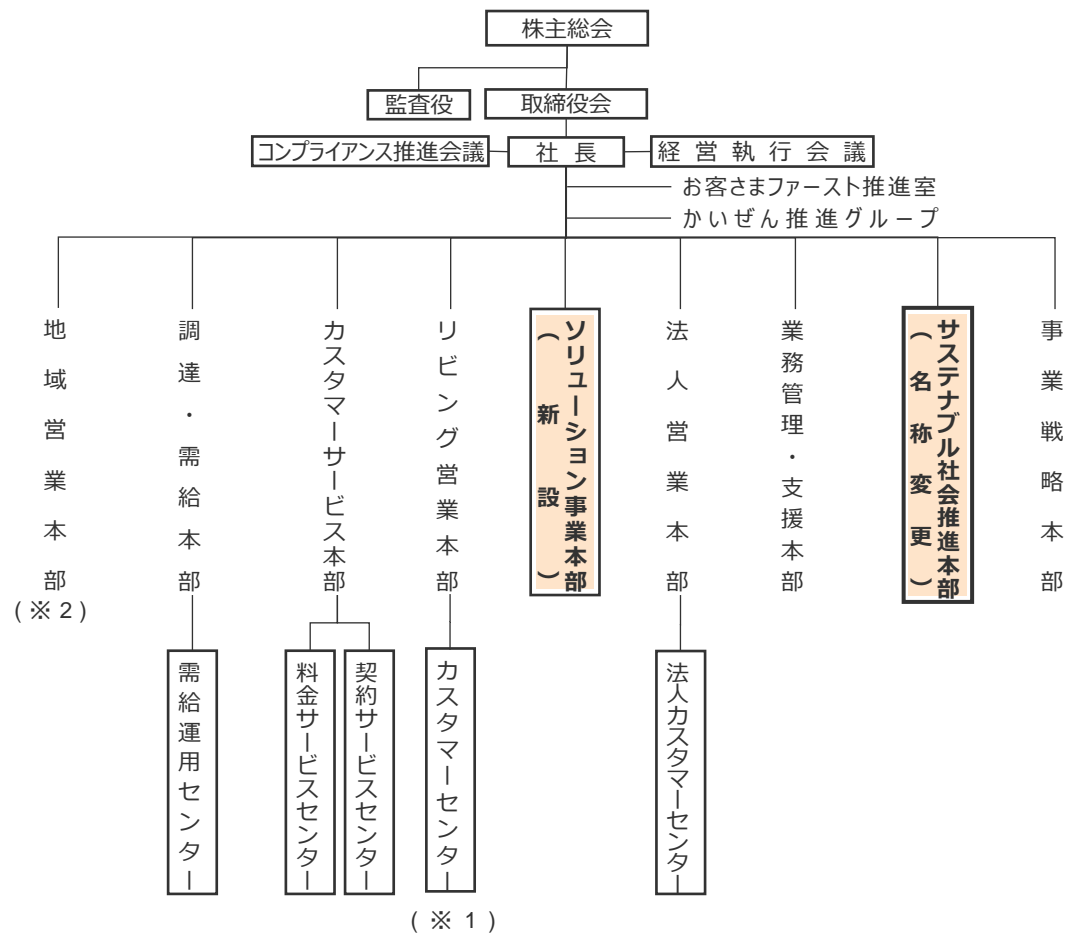 株主総会
監査役
取締役会
コンプライアンス推進会議
社長
経営執行会議
お客さまファースト推進室
かいぜん推進グループ
地域営業本部
(※2)
調達・需給本部
カスタマーサービス本部
リビング営業本部
ソリューション事業本部
(新設)
法人営業本部
業務管理・支援本部
サステナブル社会推進本部
(名称変更)
事業戦略本部
需給運用センター
料金サービスセンター
契約サービスセンター
カスタマーセンター
(※1)
法人カスタマーセンター